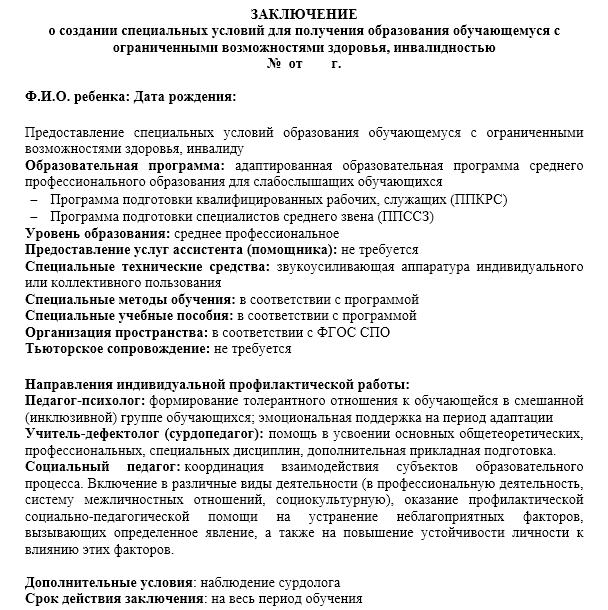 ЗАКЛЮЧЕНИЕ
о создании специальных условий для получения образования обучающемуся с
ограниченными возможностями здоровья, инвалидностью
№ от г.
Ф.И.О. ребенка: Дата рождения:
Предоставление специальных условий образования обучающемуся с ограниченными
возможностями здоровья, инвалиду
Образовательная программа: адаптированная образовательная программа среднего
профессионального образования для слабослышащих обучающихся
– Программа подготовки квалифицированных рабочих, служащих (ППКРС)
– Программа подготовки специалистов среднего звена (ППССЗ)
Уровень образования: среднее профессиональное
Предоставление услуг ассистента (помощника): не требуется
Специальные технические средства: звукоусиливающая аппаратура индивидуального
или коллективного пользования
Специальные методы обучения: в соответствии с программой
Специальные учебные пособия: в соответствии с программой
Организация пространства: в соответствии с ФГОС СПО
Тьюторское сопровождение: не требуется
Направления индивидуальной профилактической работы:
Педагог-психолог: формирование толерантного отношения к обучающейся в смешанной
(инклюзивной) группе обучающихся; эмоциональная поддержка на период адаптации
Учитель-дефектолог (сурдопедагог): помощь в усвоении основных общетеоретических,
профессиональных, специальных дисциплин, дополнительная прикладная подготовка.
Социальный педагог: координация взаимодействия субъектов образовательного
процесса. Включение в различные виды деятельности (в профессиональную деятельность,
систему межличностных отношений, социокультурную), оказание профилактической
социально-педагогической помощи на устранение неблагоприятных факторов,
вызывающих определенное явление, а также на повышение устойчивости личности к
влиянию этих факторов.
Дополнительные условия: наблюдение сурдолога
Срок действия заключения: на весь период обучения